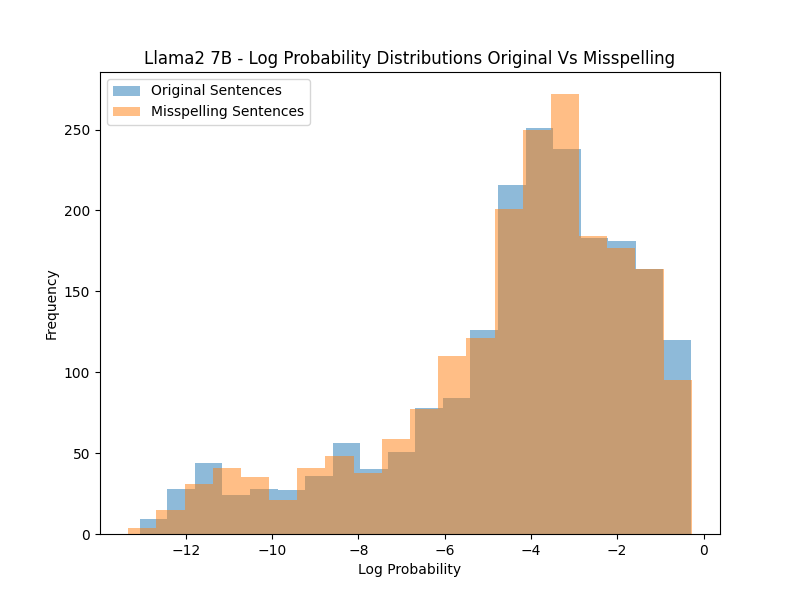 Llama2 7B - Log Probability Distributions Original Vs Misspelling
Original Sentences
Misspelling Sentences
250
200
150
100
50
0
Frequency
−12
−10
−8
−6
−4
−2
0
Log Probability